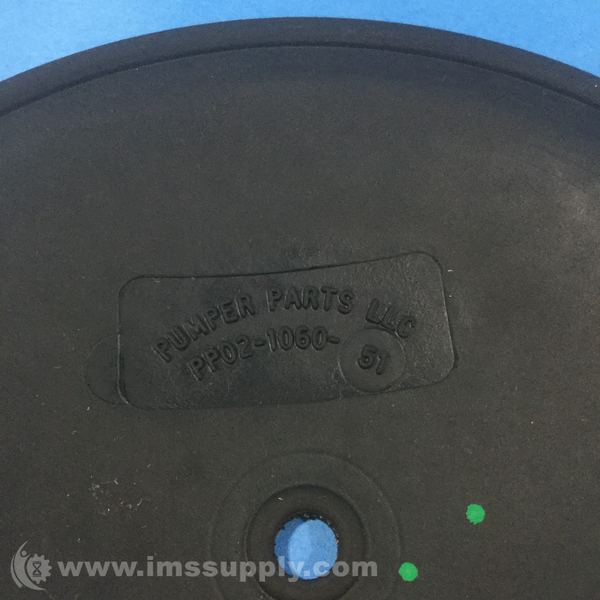 PUMPER PARTS LLC
PP02-1060- 51
www.imssupply.com